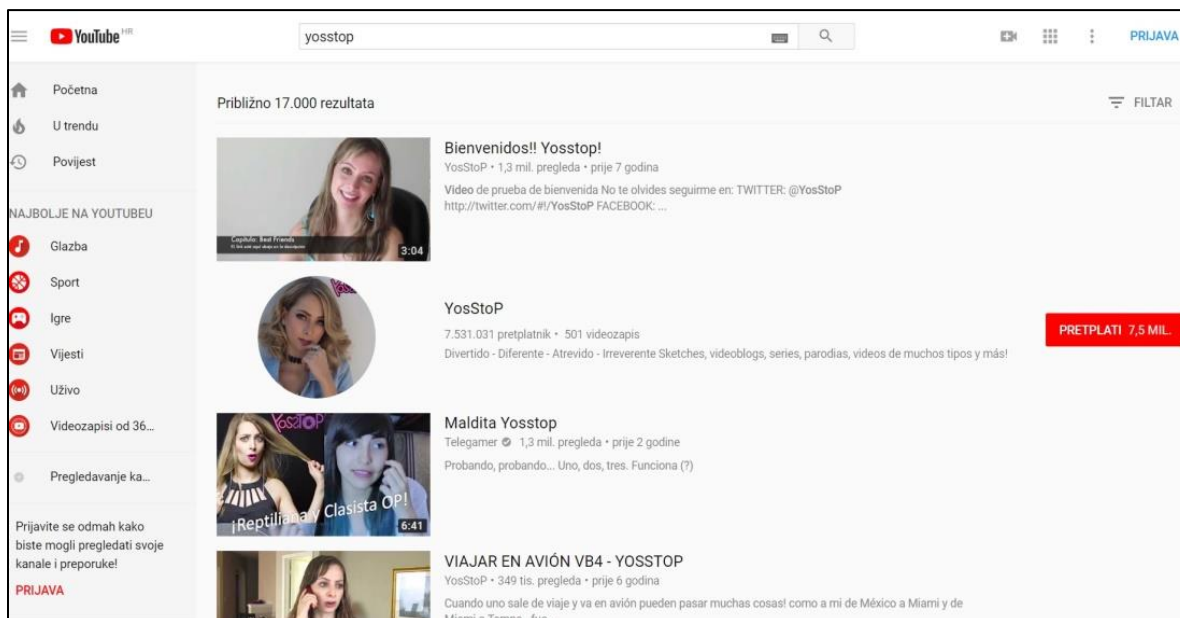 YouTube HR
yosstop
PRIJAVA
Početna
U trendu
Povijest
NAJBOLJE NA YOUTUBEU
Glazba
Sport
Igre
Vijesti
Uživo
Videozapisi od 36...
Pregledavanje ka...
Prijavite se odmah kako
biste mogli pregledati svoje
kanale i preporuke!
PRIJAVA
Približno 17.000 rezultata
FILTAR
Capítulo: Best Friends
3:04
Bienvenidos!! Yosstop!
YosStoP • 1,3 mil. pregleda • prije 7 godina
Video de prueba de bienvenida No te olvides seguirme en: TWITTER: @YosStoP
http://twitter.com/#!/YosStoP FACEBOOK: ...
YosStoP
7.531.031 pretplatnik • 501 videozapis
Divertido - Diferente - Atrevido - Irreverente Sketches, videoblogs, series, parodias, videos de muchos tipos y más!
PRETPLATI 7,5 MIL.
YOSSTOP
¡Reptiliana y Clasista OP!
6:41
Maldita Yosstop
Telegamer 1,3 mil. pregleda • prije 2 godine
Probando, probando... Uno, dos, tres. Funciona (?)
VIAJAR EN AVIÓN VB4 - YOSSTOP
YosStoP • 349 tis. pregleda • prije 6 godina
Cuando uno sale de viaje y va en avión pueden pasar muchas cosas! como a mi de México a Miami y de